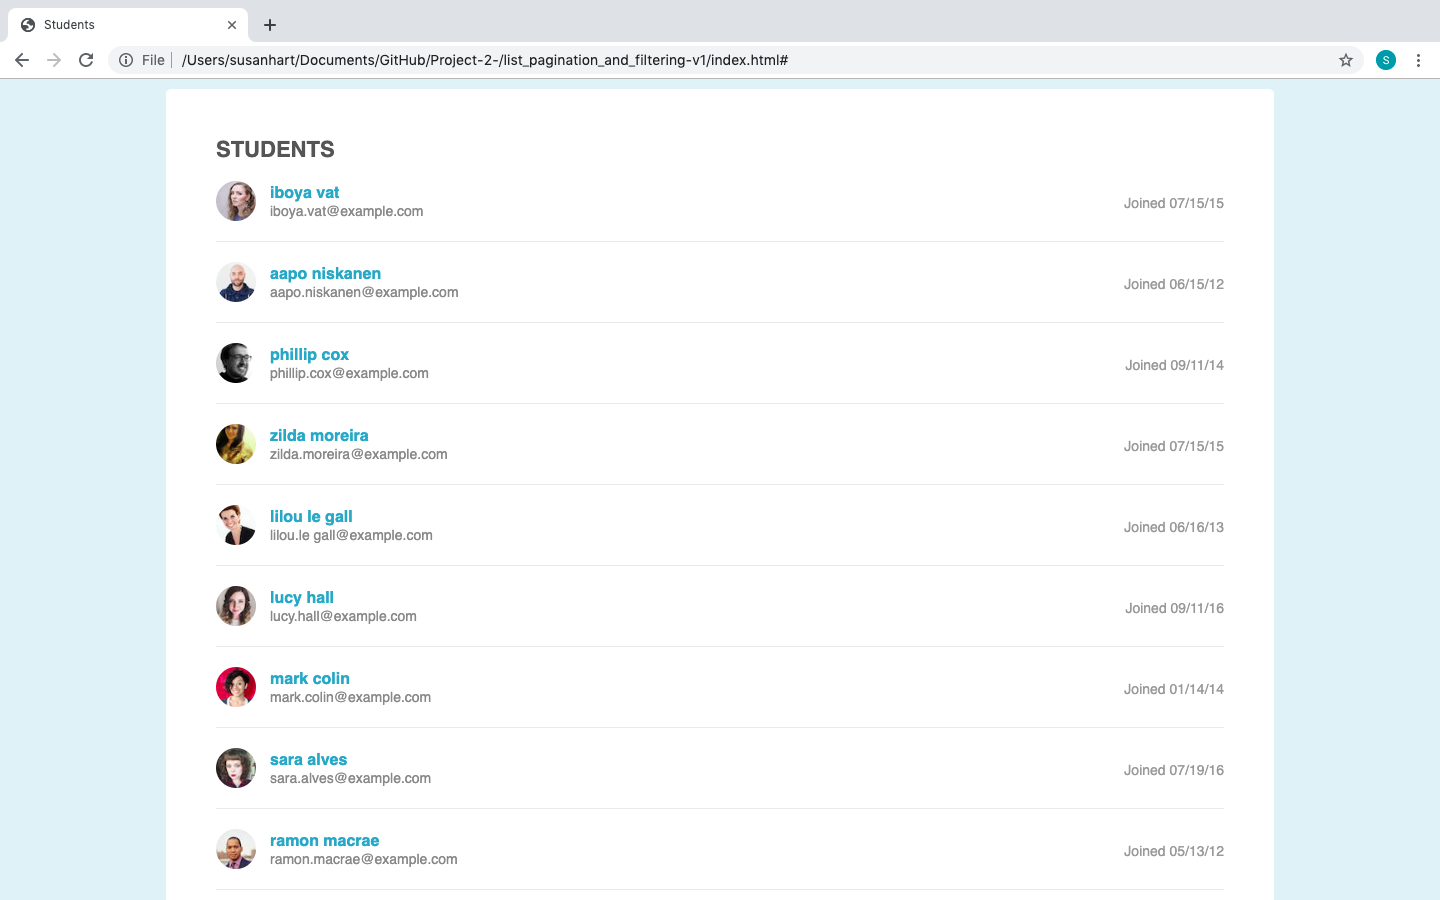 Students
File
/Users/susanhart/Documents/GitHub/Project-2-/list_pagination_and_filtering-v1/index.html#
S
STUDENTS
iboya vat
iboya.vat@example.com
Joined 07/15/15
aapo niskanen
aapo.niskanen@example.com
Joined 06/15/12
phillip cox
phillip.cox@example.com
Joined 09/11/14
zilda moreira
zilda.moreira@example.com
Joined 07/15/15
lilou le gall
lilou.le gall@example.com
Joined 06/16/13
lucy hall
lucy.hall@example.com
Joined 09/11/16
mark colin
mark.colin@example.com
Joined 01/14/14
sara alves
sara.alves@example.com
Joined 07/19/16
ramon macrae
ramon.macrae@example.com
Joined 05/13/12